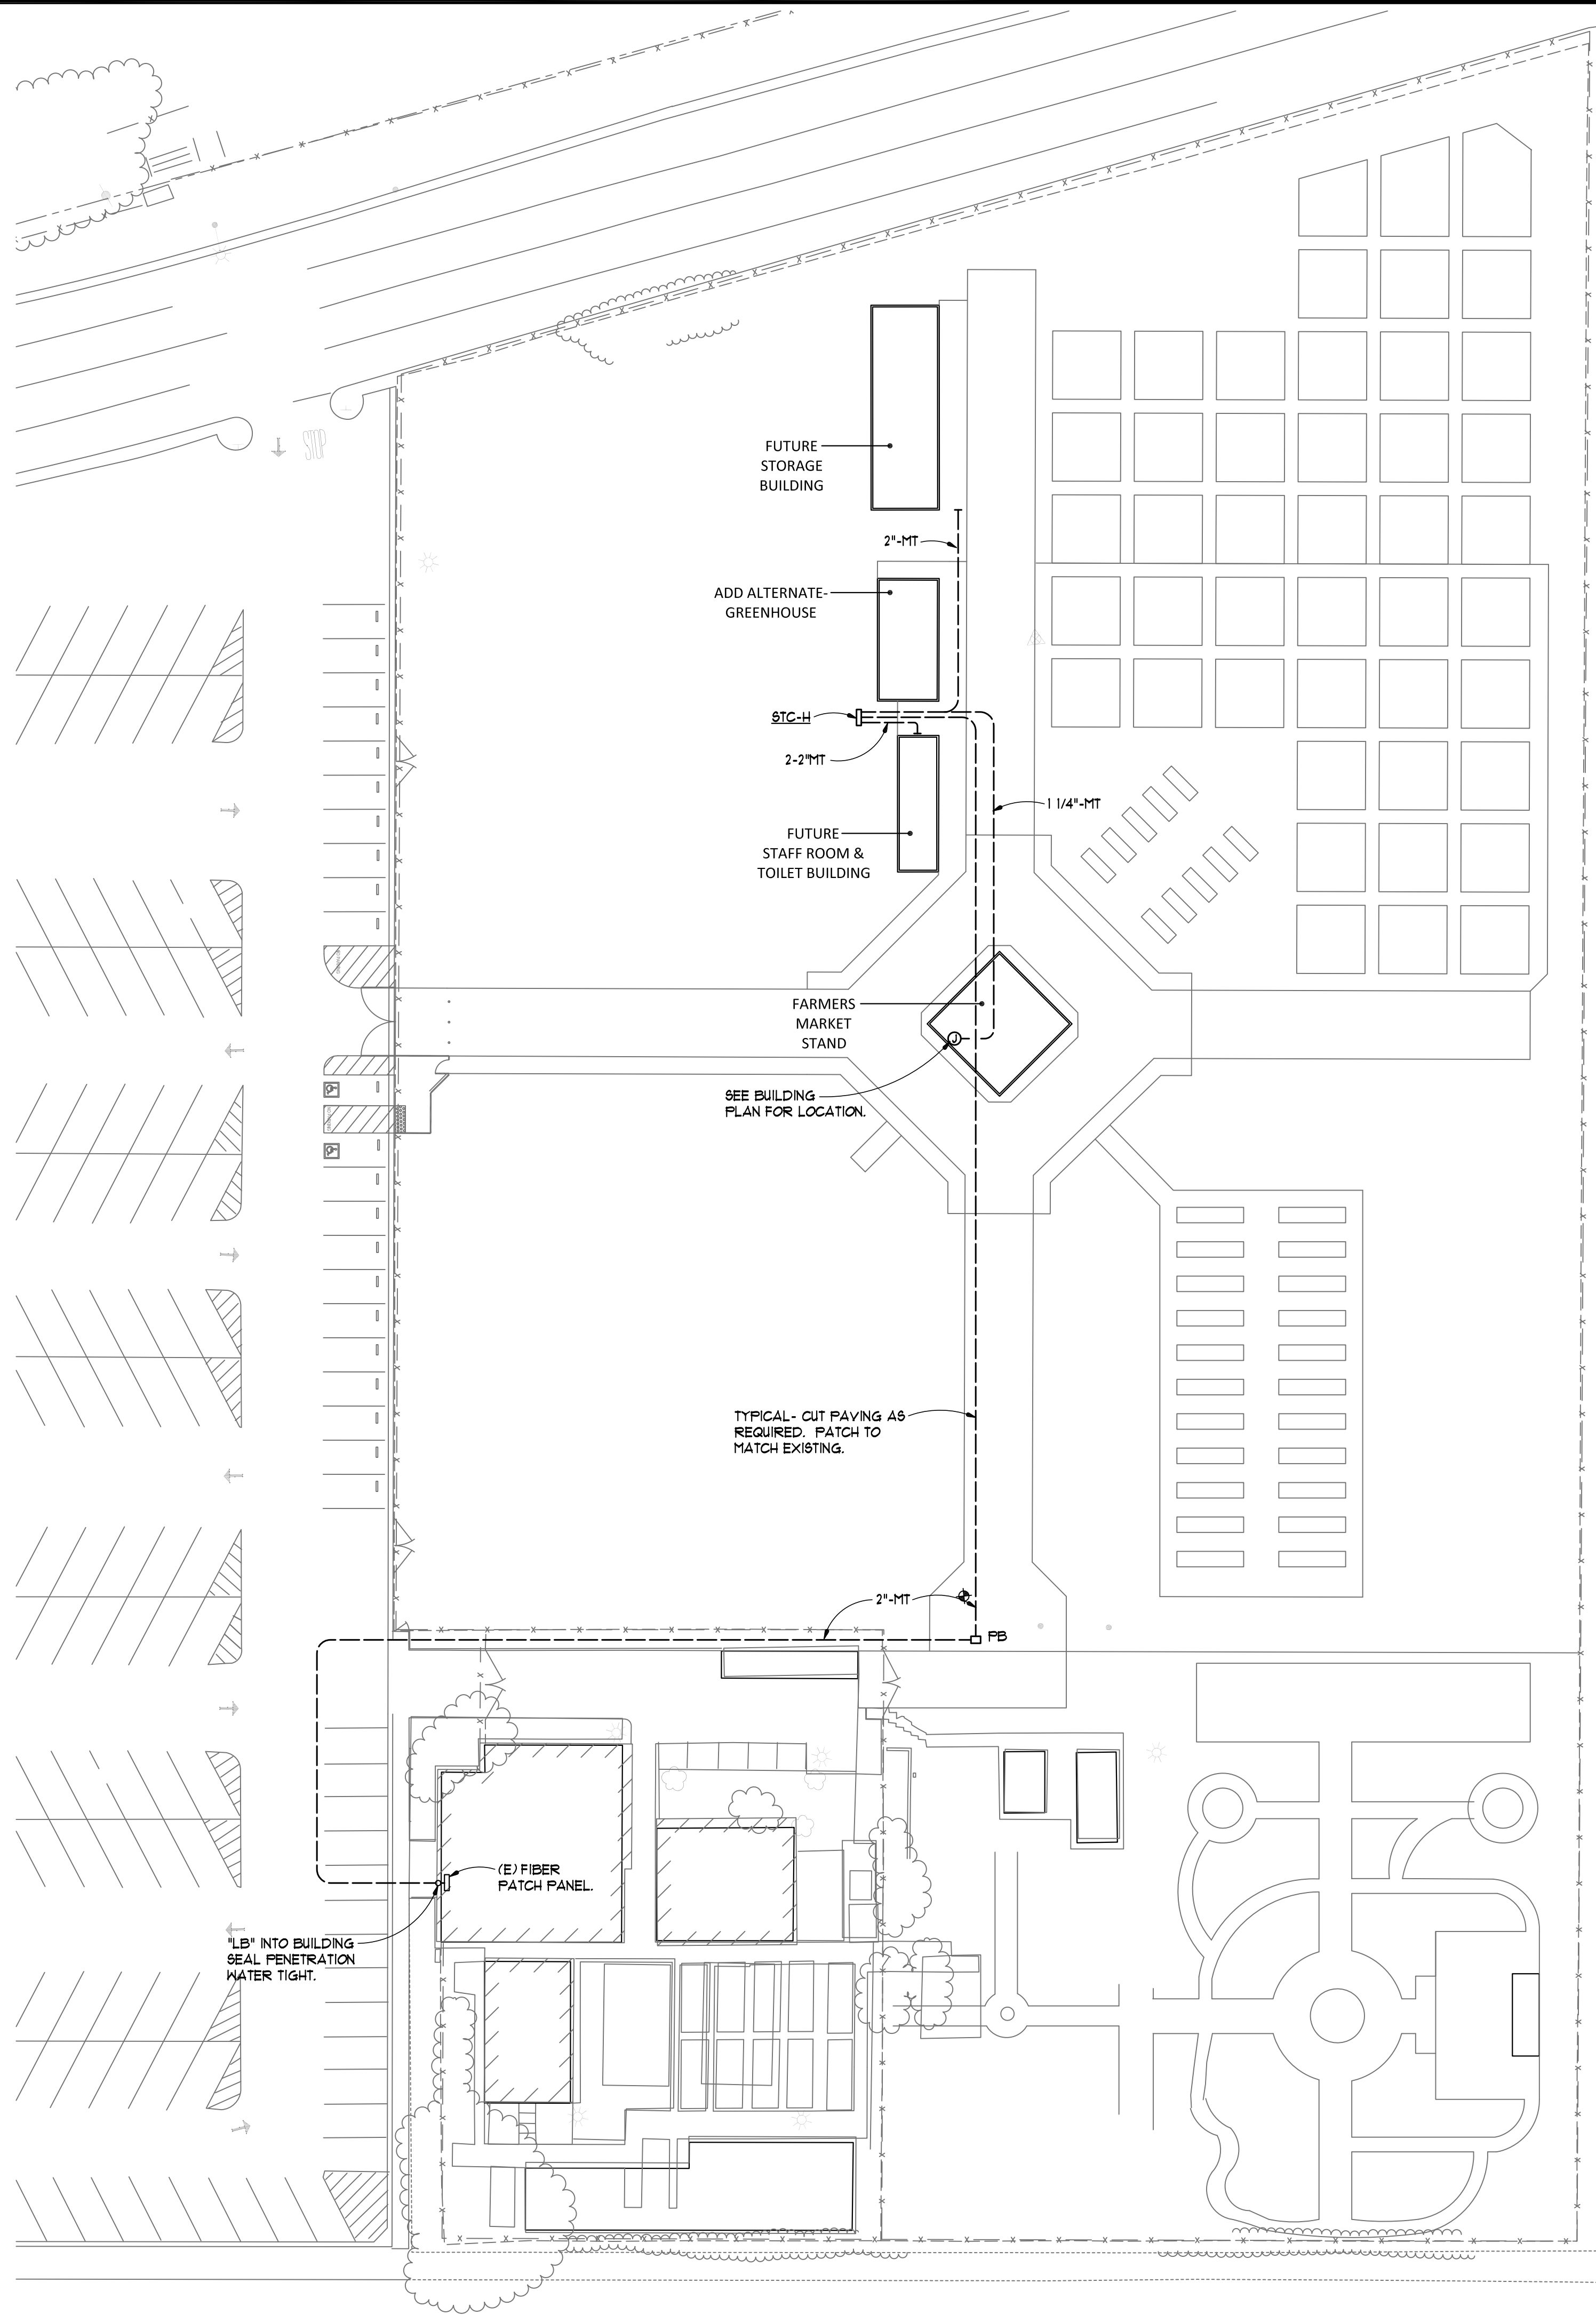 STOP
FUTURE
STORAGE
BUILDING
2"-MT
ADD ALTERNATE-
GREENHOUSE
STC-H
2-2"MT
1 1/4"-MT
FUTURE
STAFF ROOM &
TOILET BUILDING
FARMERS
MARKET
STAND
J
SEE BUILDING
PLAN FOR LOCATION.
TYPICAL- CUT PAVING AS
REQUIRED. PATCH TO
MATCH EXISTING.
2"-MT
PB
(E) FIBER
PATCH PANEL.
"LB" INTO BUILDING
SEAL PENETRATION
WATER TIGHT.